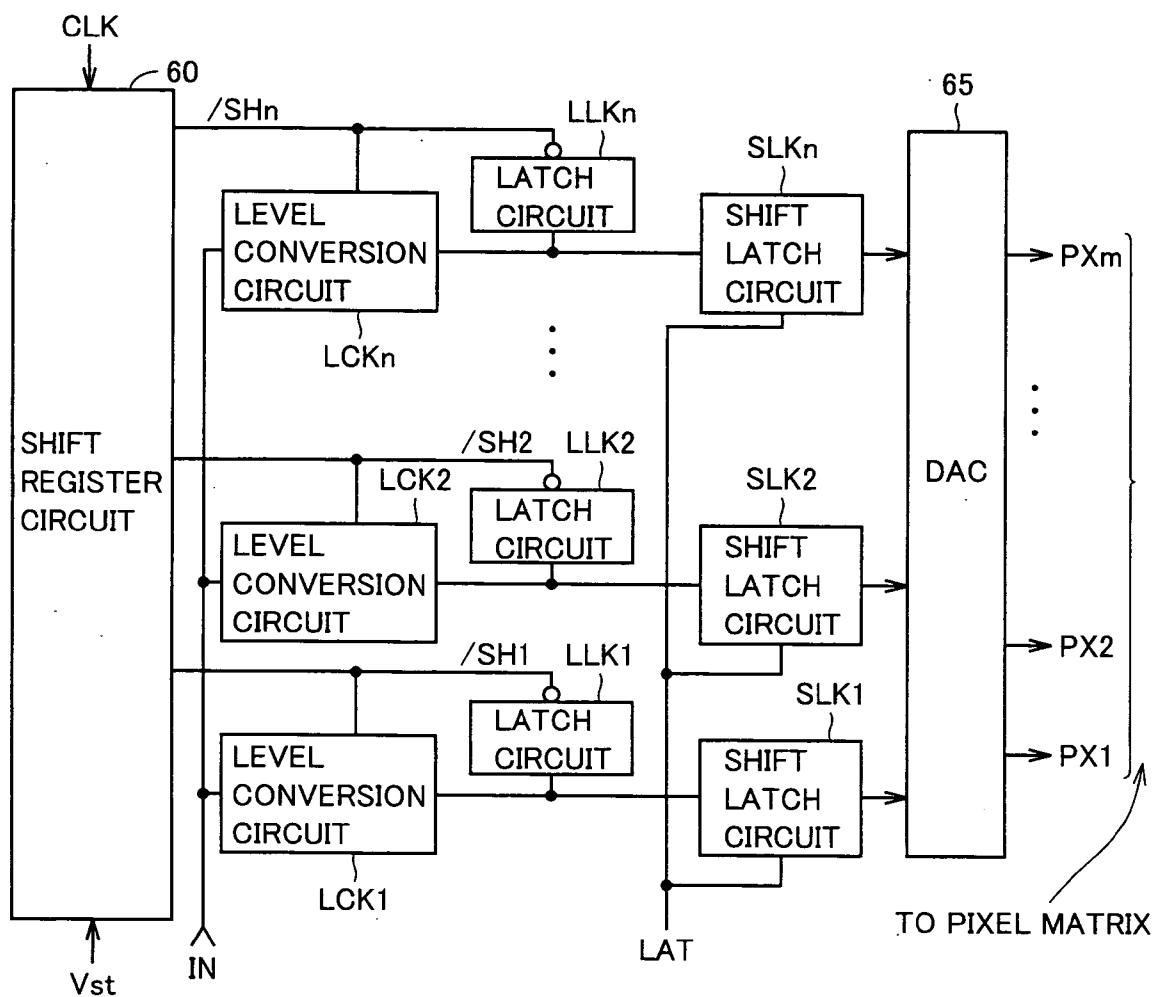 CLK
60
65
/SHn
LLKn
SLKn
LATCH
CIRCUIT
LEVEL
CONVERSION
CIRCUIT
SHIFT
LATCH
CIRCUIT
PXm
LCKn
SHIFT
REGISTER
CIRCUIT
/SH2
LLK2
LCK2
SLK2
DAC
LATCH
CIRCUIT
LEVEL
CONVERSION
CIRCUIT
SHIFT
LATCH
CIRCUIT
PX2
/SH1
LLK1
SLK1
LATCH
CIRCUIT
LEVEL
CONVERSION
CIRCUIT
SHIFT
LATCH
CIRCUIT
PX1
LCK1
TO PIXEL MATRIX
Vst
IN
LAT